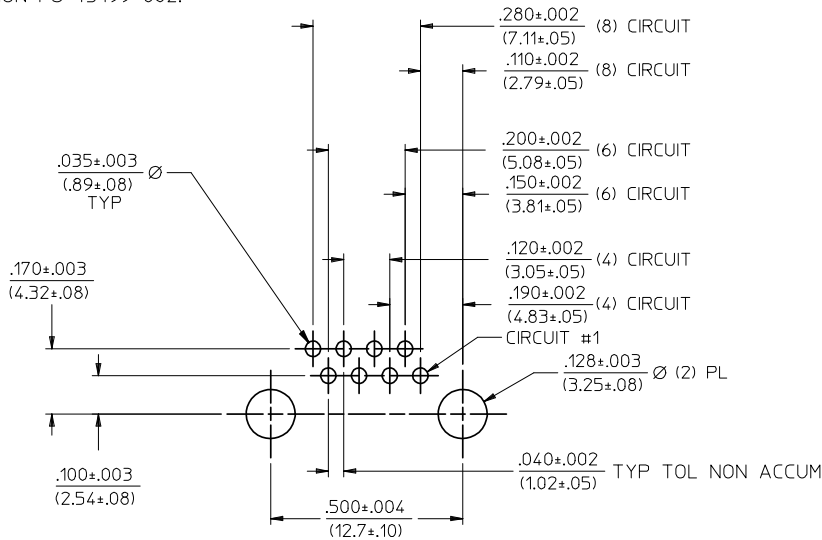 .280±.002
(7.11±.05)
(8) CIRCUIT
.110±.002
(2.79±.05)
(8) CIRCUIT
.200±.002
(5.08±.05)
(6) CIRCUIT
.150±.002
(3.81±.05)
(6) CIRCUIT
.035±.003
(.89±.08)
Ø
TYP
.120±.002
(3.05±.05)
(4) CIRCUIT
.170±.003
(4.32±.08)
.190±.002
(4.83±.05)
(4) CIRCUIT
CIRCUIT #1
.128±.003
(3.25±.08)
Ø (2) PL
.040±.002
(1.02±.05)
TYP TOL NON ACCUM
.100±.003
(2.54±.08)
.500±.004
(12.7±.10)